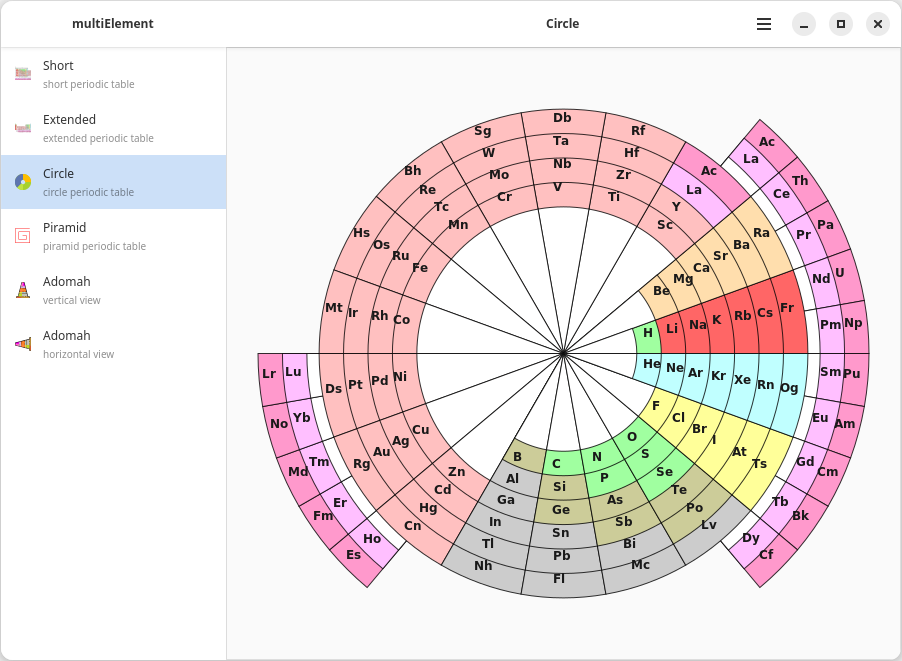 multiElement
Circle
Short
short periodic table
Extended
extended periodic table
Circle
circle periodic table
Piramid
piramid periodic table
Adomah
vertical view
Adomah
horizontal view
Db
Sg Rf
Ta
W Hf
Nb
Mo Zr
V
Cr Ti
Bh Re Tc Mn
Ac La Y Sc
Hs Os Ru Fe
Ra Ba Sr Ca Mg Be
Mt Ir Rh Co
H Li Na K Rb Cs Fr
Ds Pt Pd Ni
He Ne Ar Kr Xe Rn Og
Rg Au Ag Cu
F Cl Br I At Ts
Cn Hg Cd Zn
O S Se Te Po Lv
B Al Ga In Tl Nh
C Si Ge Sn Pb Fl
N P As Sb Bi Mc
Ac La
Th Ce
Pa Pr
U Nd
Np Pm
Pu Sm
Am Eu
Cm Gd
Bk Tb
Cf Dy
Es Ho
Fm Er
Md Tm
No Yb
Lr Lu